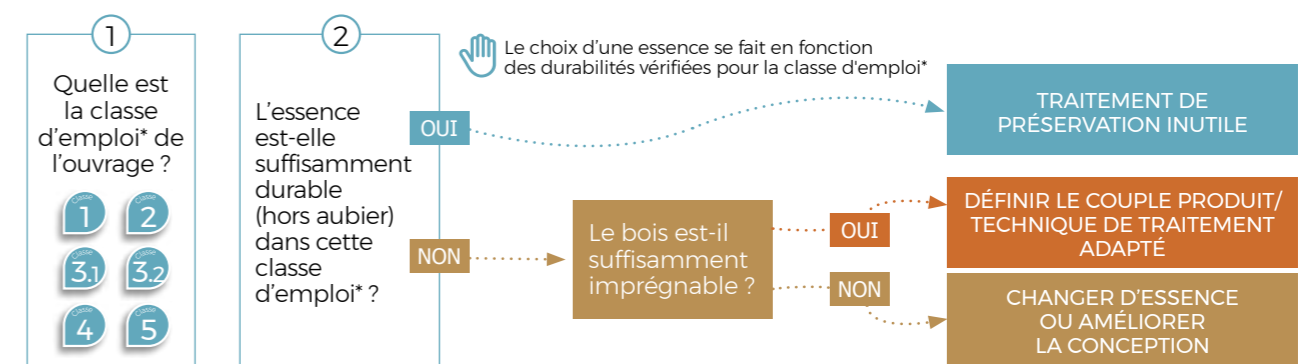 1
Quelle est
la classe
d'emploi* de
l'ouvrage ?
Classe
1
Classe
2
Classe
3.1
Classe
3.2
Classe
4
Classe
5
2
L'essence
est-elle
suffisamment
durable
(hors aubier)
dans cette
classe
d'emploi* ?
Le choix d'une essence se fait en fonction
des durabilités vérifiées pour la classe d'emploi*
OUI
TRAITEMENT DE
PRÉSERVATION INUTILE
NON
Le bois est-il
suffisamment
imprégnable ?
OUI
DÉFINIR LE COUPLE PRODUIT/
TECHNIQUE DE TRAITEMENT
ADAPTÉ
NON
CHANGER D'ESSENCE
OU AMÉLIORER
LA CONCEPTION